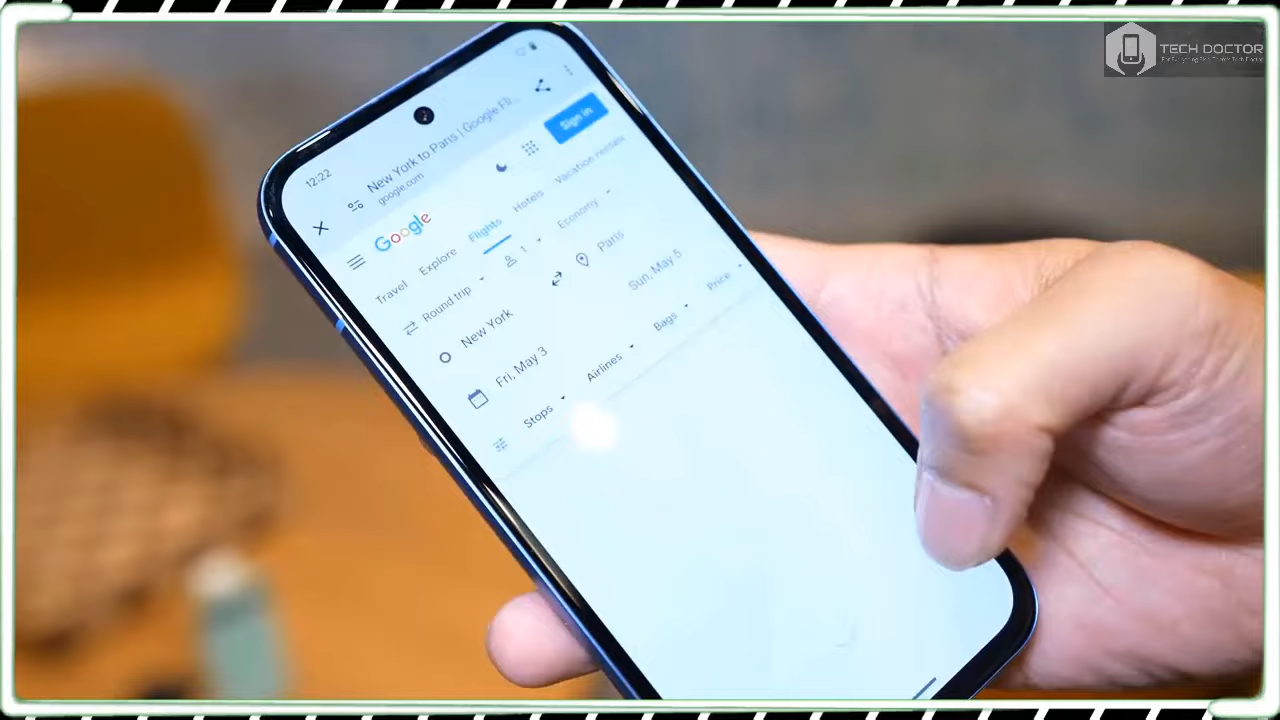 TECH DOCTOR
12:22
New York to Paris | Google Fli...
google.com
Sign in
Google
Travel Explore Flights Hotels Vacation rentals
Round trip 1 Economy
New York Paris
Fri, May 3 Sun, May 5
Stops Airlines Bags Price